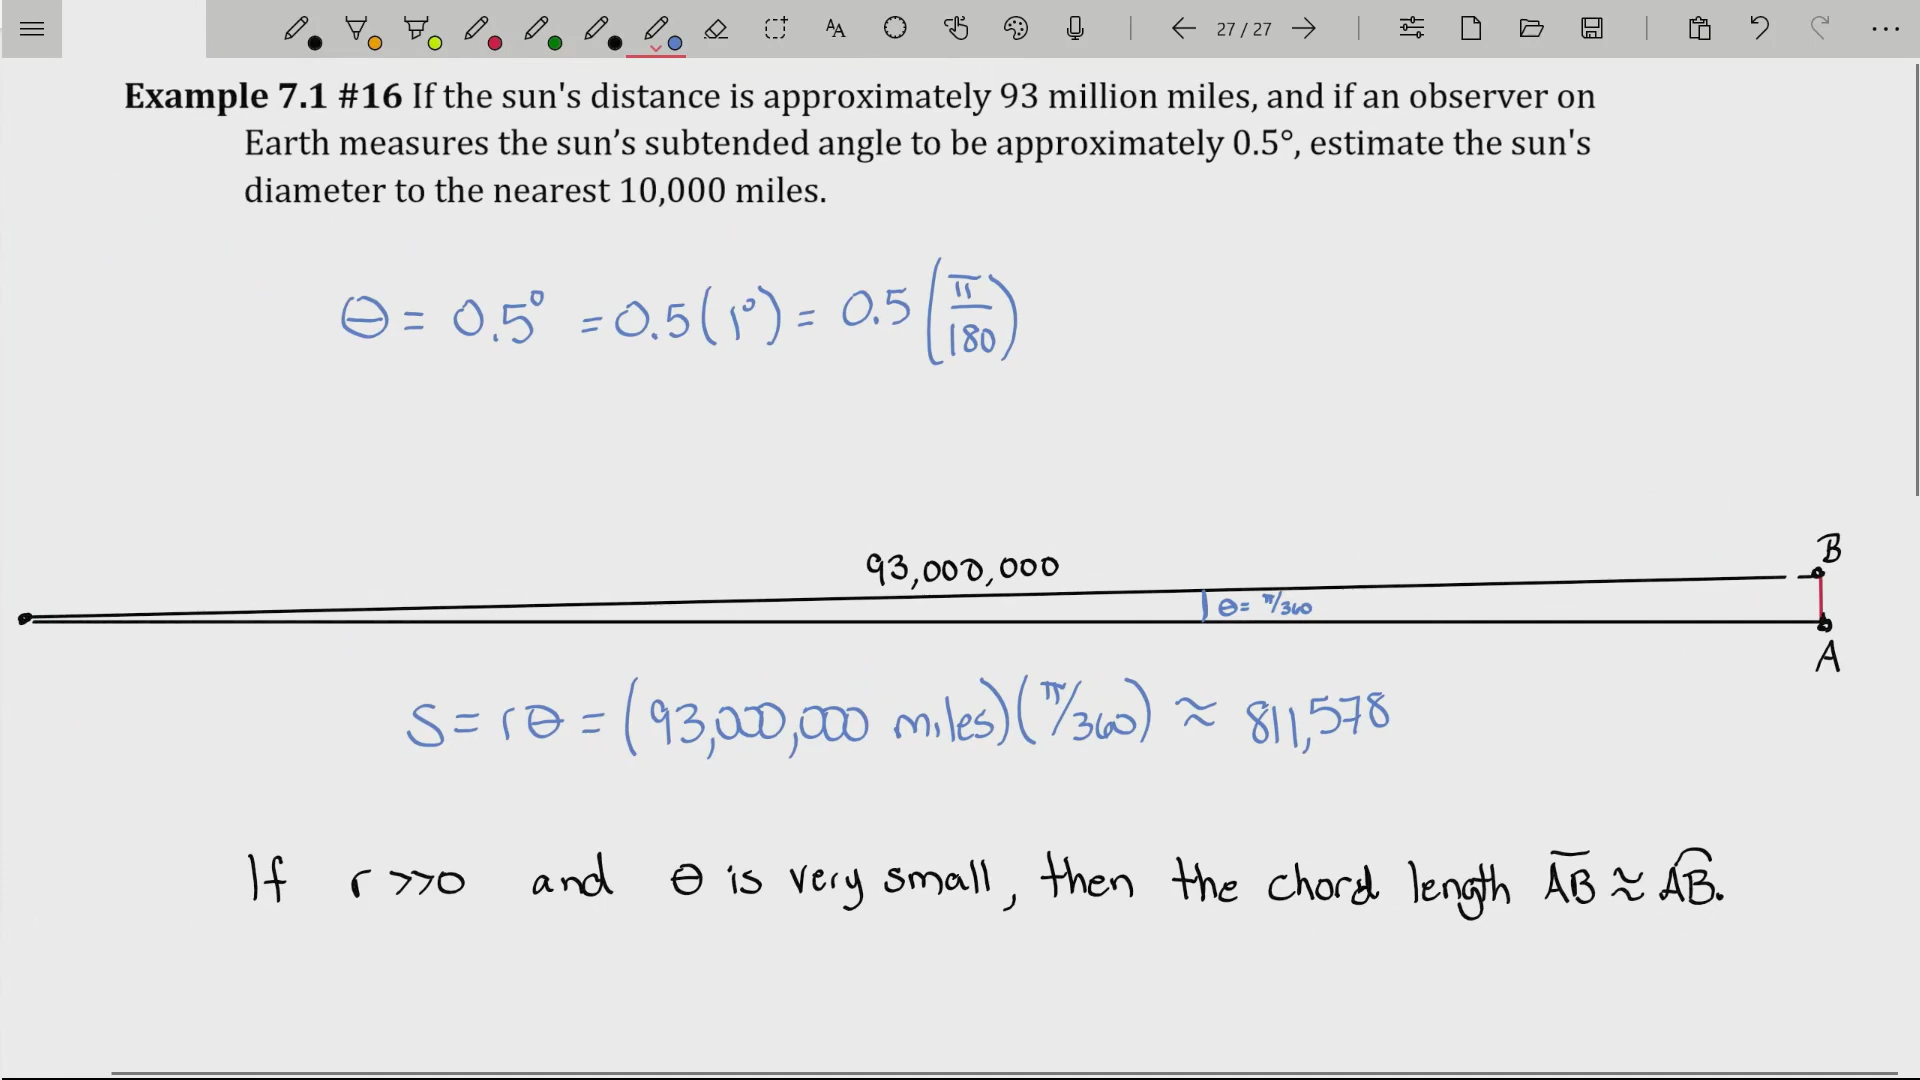 27 / 27
Example 7.1 #16 If the sun's distance is approximately 93 million miles, and if an observer on
Earth measures the sun’s subtended angle to be approximately 0.5°, estimate the sun's
diameter to the nearest 10,000 miles.
θ = 0.5° = 0.5(1°) = 0.5(π/180)
93,000,000
B
θ= π/360
A
S = rθ = (93,000,000 miles)(π/360) ≈ 811,578
If r >>0 and θ is very small, then the chord length A̅B̅ ≈ A͡B.